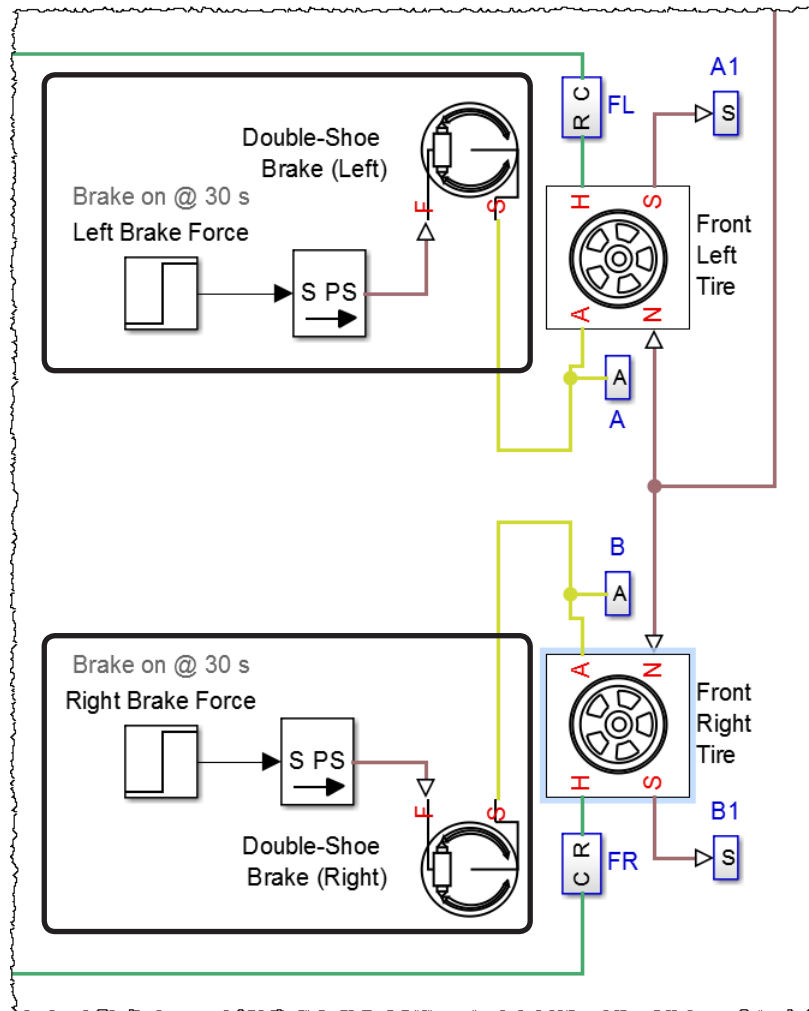 A1
S
R C
FL
Double-Shoe
Brake (Left)
Brake on @ 30 s
Left Brake Force
F
S
H
S
Front
Left
Tire
S PS
A
N
A
A
B
A
Brake on @ 30 s
Right Brake Force
A
N
Front
Right
Tire
S PS
H
S
F
S
B1
Double-Shoe
Brake (Right)
C R
FR
S